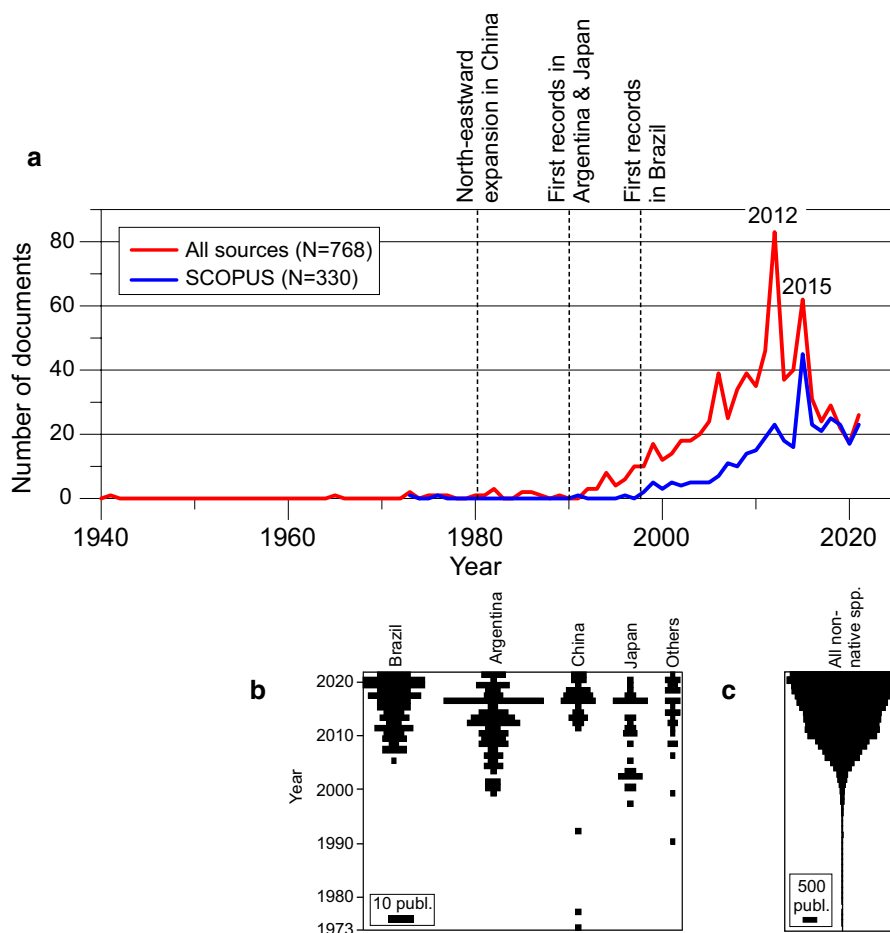 a
North-eastward
expansion in China
First records in
Argentina & Japan
First records
in Brazil
Number of documents
80
60
40
20
0
All sources (N=768)
SCOPUS (N=330)
2012
2015
1940
1960
1980
2000
2020
Year
b
Brazil
Argentina
China
Japan
Others
Year
2020
2010
2000
1990
1980
1973
10 publ.
c
All non-
native spp.
500
publ.